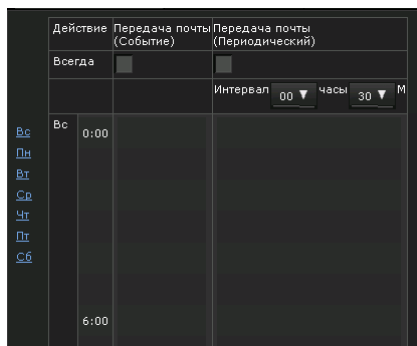 Действие Передача почты (Событие) Передача почты (Периодический)
Всегда
Интервал 00 ▼ часы 30 ▼ М
Вс 0:00
Вс
Пн
Вт
Ср
Чт
Пт
Сб
6:00